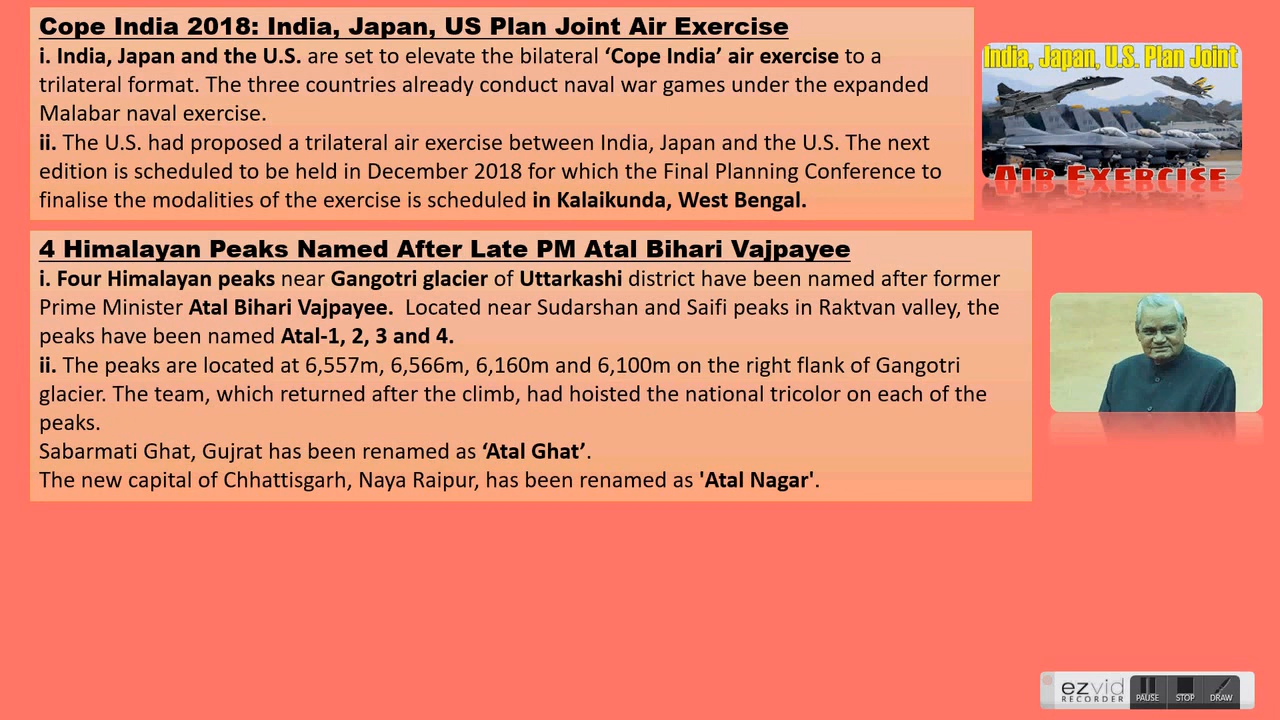 Cope India 2018: India, Japan, US Plan Joint Air Exercise
i. India, Japan and the U.S. are set to elevate the bilateral ‘Cope India’ air exercise to a
trilateral format. The three countries already conduct naval war games under the expanded
Malabar naval exercise.
ii. The U.S. had proposed a trilateral air exercise between India, Japan and the U.S. The next
edition is scheduled to be held in December 2018 for which the Final Planning Conference to
finalise the modalities of the exercise is scheduled in Kalaikunda, West Bengal.
India, Japan, U.S. Plan Joint
AIR EXERCISE
4 Himalayan Peaks Named After Late PM Atal Bihari Vajpayee
i. Four Himalayan peaks near Gangotri glacier of Uttarkashi district have been named after former
Prime Minister Atal Bihari Vajpayee.  Located near Sudarshan and Saifi peaks in Raktvan valley, the
peaks have been named Atal-1, 2, 3 and 4.
ii. The peaks are located at 6,557m, 6,566m, 6,160m and 6,100m on the right flank of Gangotri
glacier. The team, which returned after the climb, had hoisted the national tricolor on each of the
peaks.
Sabarmati Ghat, Gujrat has been renamed as ‘Atal Ghat’.
The new capital of Chhattisgarh, Naya Raipur, has been renamed as 'Atal Nagar'.
ezvid
RECORDER
PAUSE STOP DRAW